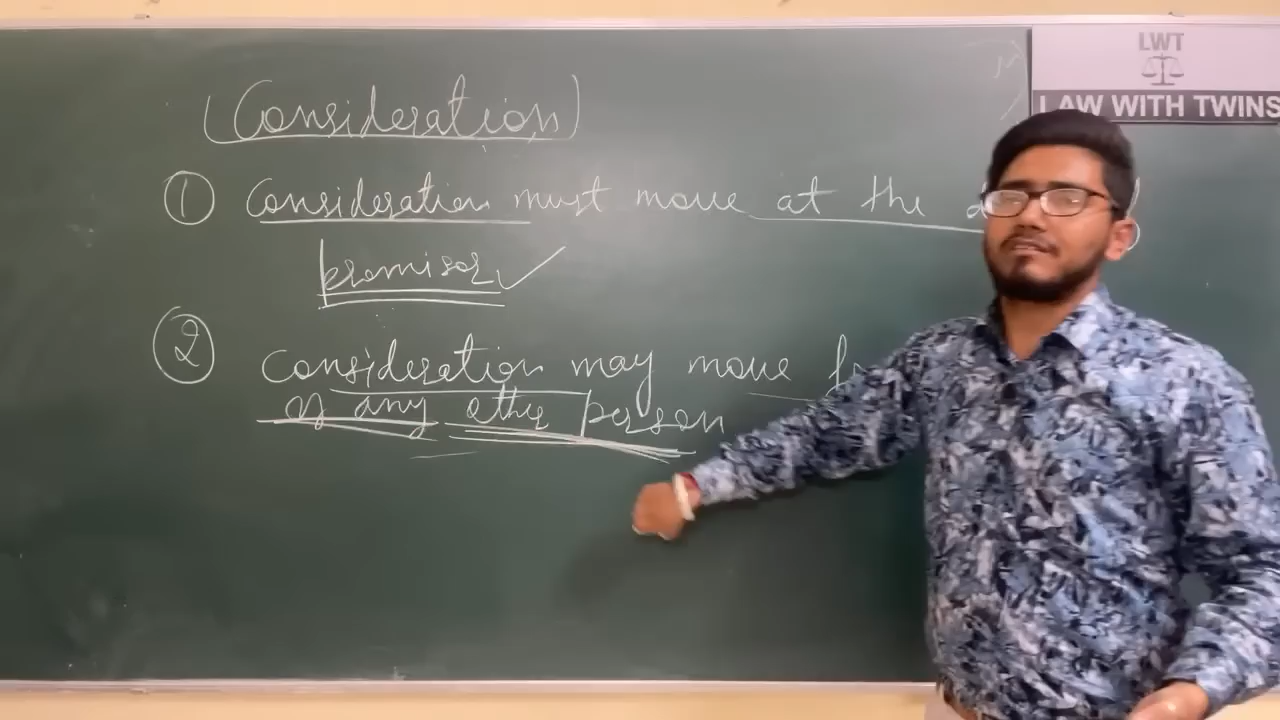 (Consideration)
① Consideration must move at the
promisor ✓
② Consideration may move
or any other person
LWT
LAW WITH TWINS